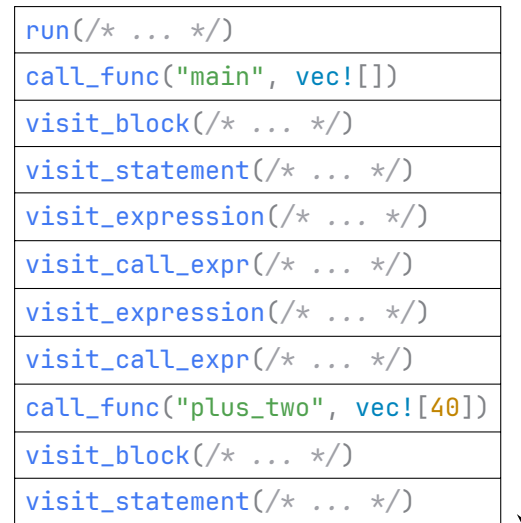 run(/* ... */)
call_func("main", vec![])
visit_block(/* ... */)
visit_statement(/* ... */)
visit_expression(/* ... */)
visit_call_expr(/* ... */)
visit_expression(/* ... */)
visit_call_expr(/* ... */)
call_func("plus_two", vec![40])
visit_block(/* ... */)
visit_statement(/* ... */)